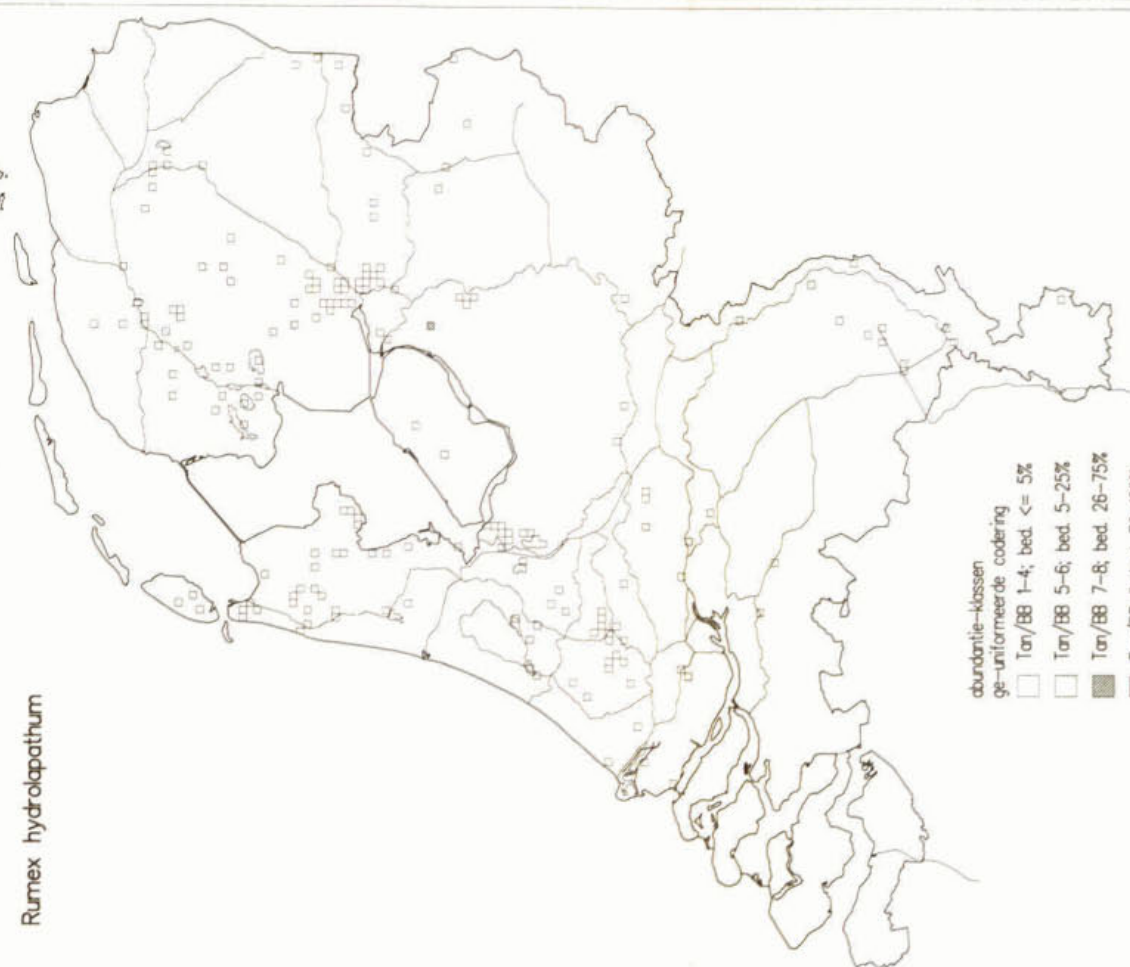 Rumex hydrolapathum
abundantie-klassen
ge-uniformeerde codering
Tan/BB 1-4; bed. <= 5%
Tan/BB 5-6; bed. 5-25%
Tan/BB 7-8; bed. 26-75%